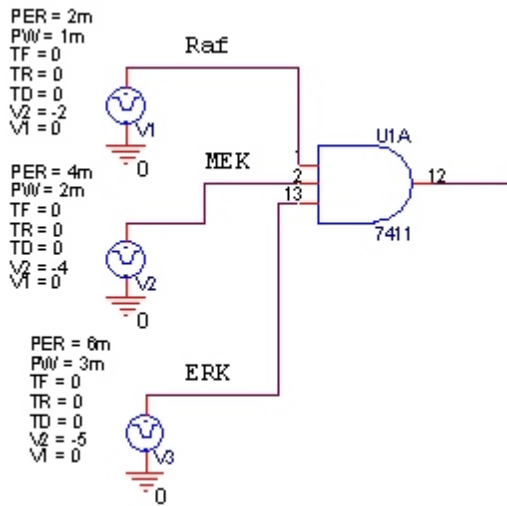 PER = 2m
PW = 1m
TF = 0
TR = 0
TD = 0
V2 = -2
V1 = 0
Raf
V1
0
U1A
1
2
13
12
7411
PER = 4m
PW = 2m
TF = 0
TR = 0
TD = 0
V2 = -4
V1 = 0
MEK
V2
0
PER = 6m
PW = 3m
TF = 0
TR = 0
TD = 0
V2 = -5
V1 = 0
ERK
V3
0